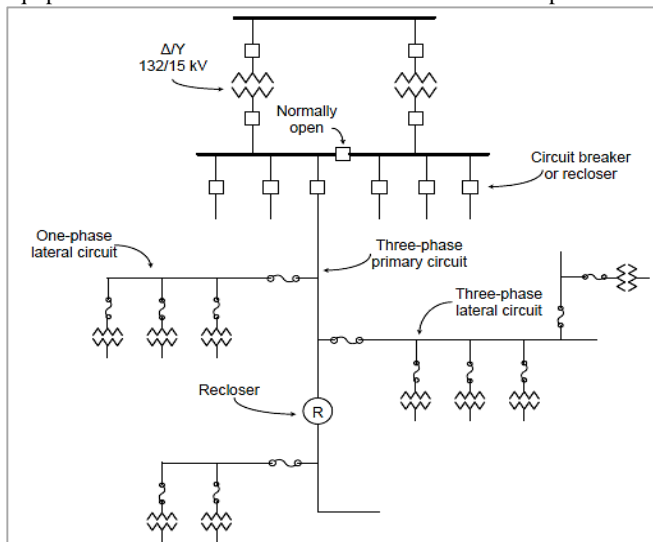 Δ/Y
132/15 kV
Normally
open
Circuit breaker
or recloser
One-phase
lateral circuit
Three-phase
primary circuit
Three-phase
lateral circuit
Recloser
R